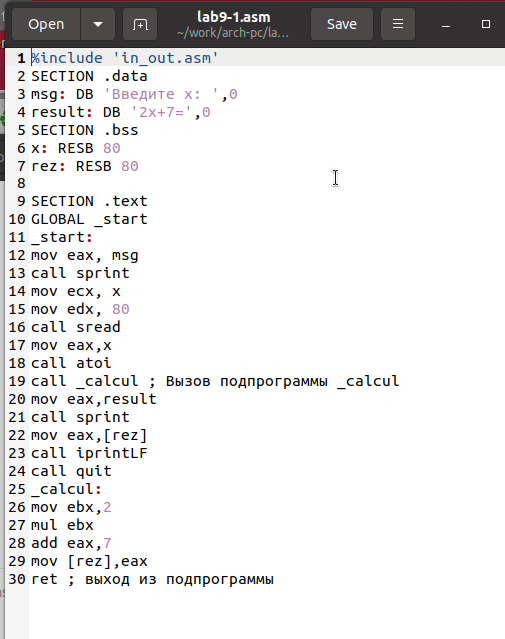 Open
lab9-1.asm
~/work/arch-pc/la...
Save
1 %include 'in_out.asm'
2 SECTION .data
3 msg: DB 'Введите x: ',0
4 result: DB '2x+7=',0
5 SECTION .bss
6 x: RESB 80
7 rez: RESB 80
8
9 SECTION .text
10 GLOBAL _start
11 _start:
12 mov eax, msg
13 call sprint
14 mov ecx, x
15 mov edx, 80
16 call sread
17 mov eax,x
18 call atoi
19 call _calcul ; Вызов подпрограммы _calcul
20 mov eax,result
21 call sprint
22 mov eax,[rez]
23 call iprintLF
24 call quit
25 _calcul:
26 mov ebx,2
27 mul ebx
28 add eax,7
29 mov [rez],eax
30 ret ; выход из подпрограммы